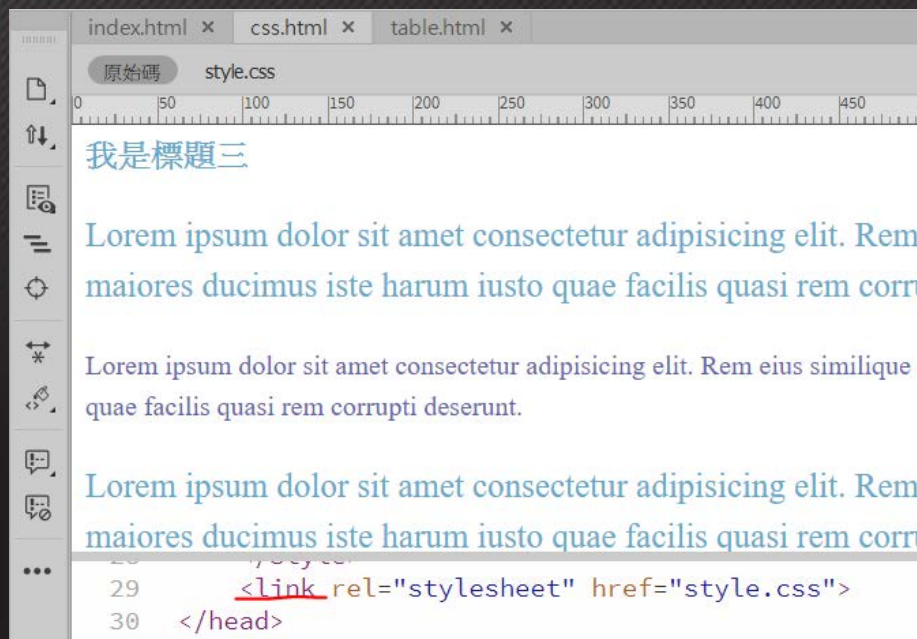 index.html × css.html × table.html ×
原始碼 style.css
0 50 100 150 200 250 300 350 400 450
我是標題三
Lorem ipsum dolor sit amet consectetur adipisicing elit. Rem
maiores ducimus iste harum iusto quae facilis quasi rem corru
Lorem ipsum dolor sit amet consectetur adipisicing elit. Rem eius similique
quae facilis quasi rem corrupti deserunt.
Lorem ipsum dolor sit amet consectetur adipisicing elit. Rem
maiores ducimus iste harum iusto quae facilis quasi rem corru
28 </style>
29 <link rel="stylesheet" href="style.css">
30 </head>